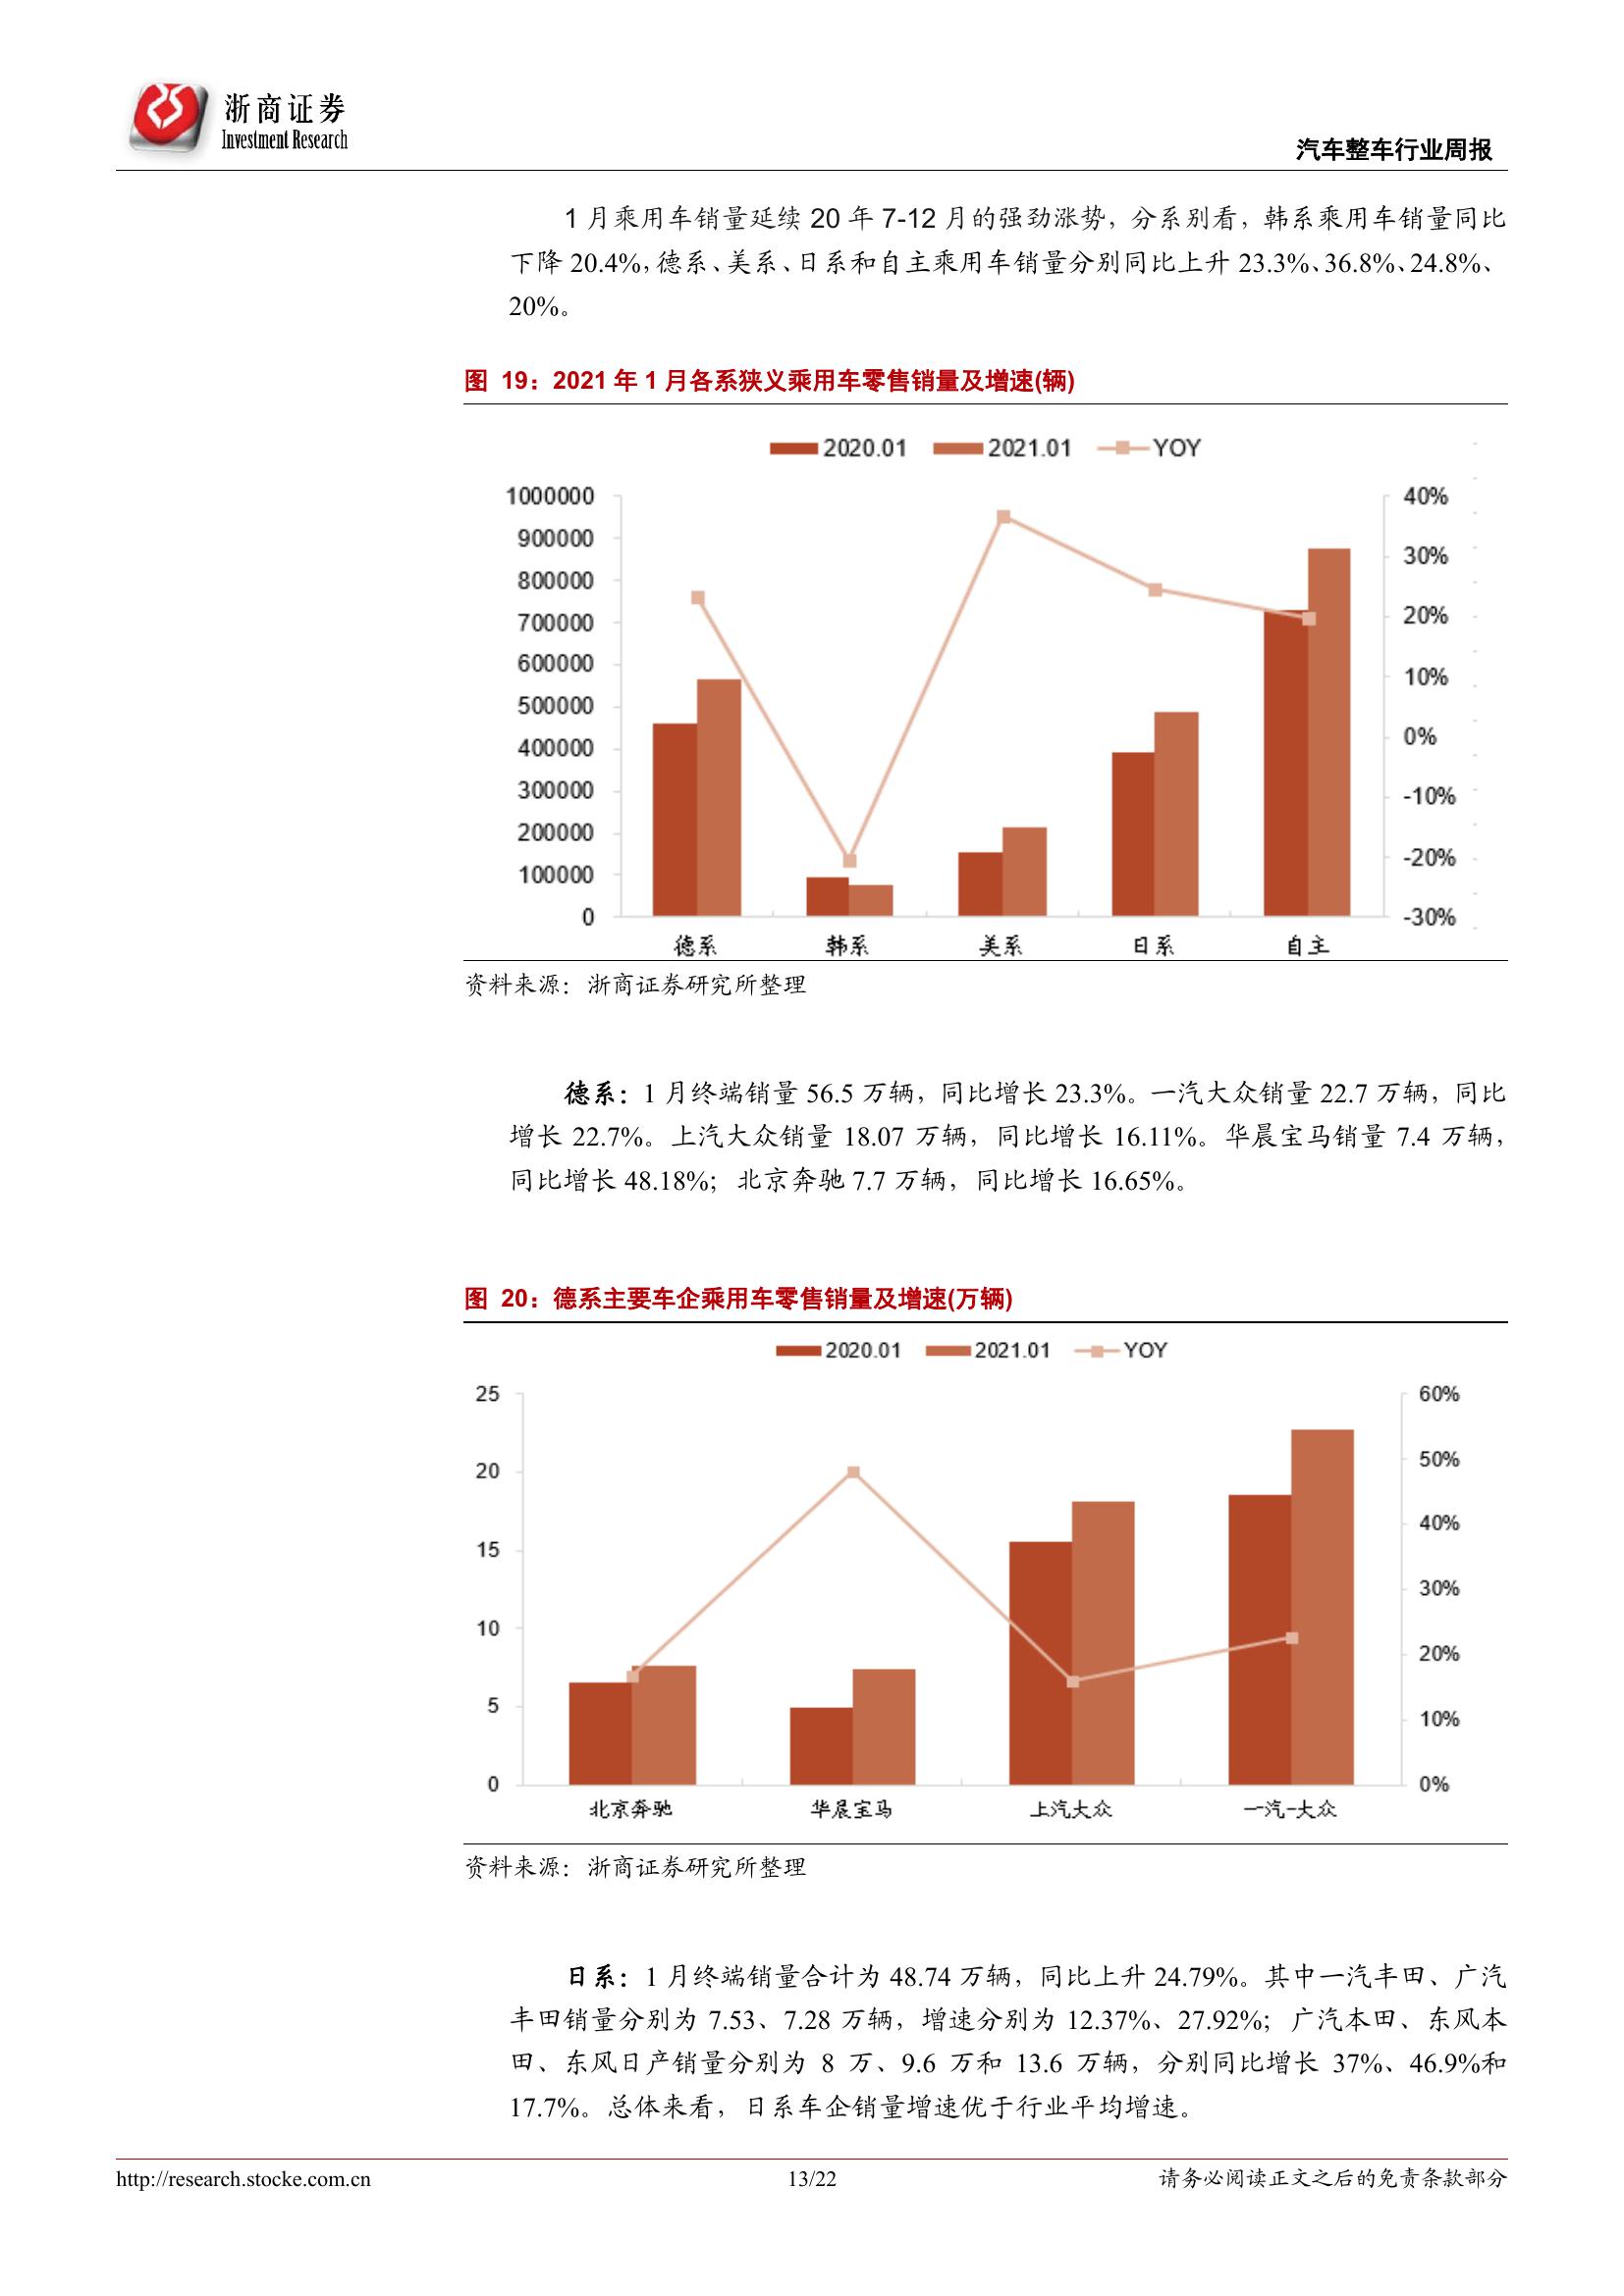 浙商证券
Investment Research
汽车整车行业周报
1 月乘用车销量延续 20 年 7-12 月的强劲涨势，分系别看，韩系乘用车销量同比
下降 20.4%，德系、美系、日系和自主乘用车销量分别同比上升 23.3%、36.8%、24.8%、
20%。
图 19：2021 年 1 月各系狭义乘用车零售销量及增速(辆)
2020.01 2021.01 YOY
1000000 40%
900000
30%
800000
700000 20%
600000
10%
500000
0%
400000
300000 -10%
200000
-20%
100000
0 -30%
德系 韩系 美系 日系 自主
资料来源：浙商证券研究所整理
德系：1 月终端销量 56.5 万辆，同比增长 23.3%。一汽大众销量 22.7 万辆，同比
增长 22.7%。上汽大众销量 18.07 万辆，同比增长 16.11%。华晨宝马销量 7.4 万辆，
同比增长 48.18%；北京奔驰 7.7 万辆，同比增长 16.65%。
图 20：德系主要车企乘用车零售销量及增速(万辆)
2020.01 2021.01 YOY
25 60%
50%
20
40%
15
30%
10
20%
5
10%
0 0%
北京奔驰 华晨宝马 上汽大众 一汽-大众
资料来源：浙商证券研究所整理
日系：1 月终端销量合计为 48.74 万辆，同比上升 24.79%。其中一汽丰田、广汽
丰田销量分别为 7.53、7.28 万辆，增速分别为 12.37%、27.92%；广汽本田、东风本
田、东风日产销量分别为 8 万、9.6 万和 13.6 万辆，分别同比增长 37%、46.9%和
17.7%。总体来看，日系车企销量增速优于行业平均增速。
http://research.stocke.com.cn 13/22 请务必阅读正文之后的免责条款部分